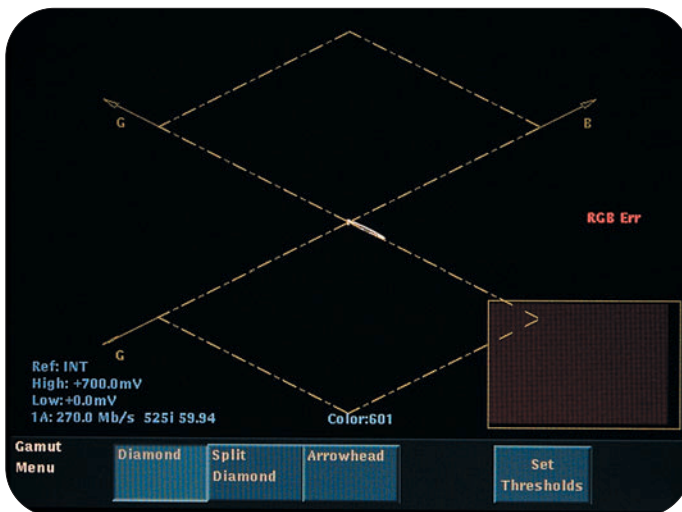 G
B
RGB Err
G
Ref: INT
High: +700.0mV
Low:+0.0mV
1A: 270.0 Mb/s 525i 59.94
Color:601
Gamut
Menu
Diamond
Split
Diamond
Arrowhead
Set
Thresholds